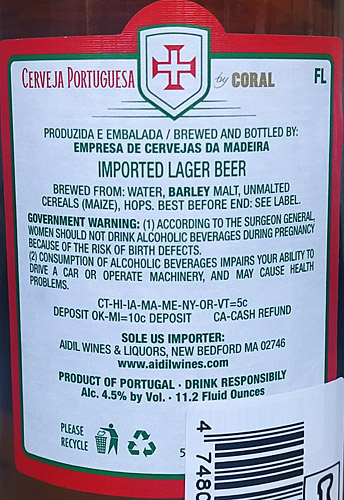 CERVEJA PORTUGUESA by CORAL FL
PRODUZIDA E EMBALADA / BREWED AND BOTTLED BY:
EMPRESA DE CERVEJAS DA MADEIRA
IMPORTED LAGER BEER
BREWED FROM: WATER, BARLEY MALT, UNMALTED
CEREALS (MAIZE), HOPS. BEST BEFORE END: SEE LABEL.
GOVERNMENT WARNING: (1) ACCORDING TO THE SURGEON GENERAL,
WOMEN SHOULD NOT DRINK ALCOHOLIC BEVERAGES DURING PREGNANCY
BECAUSE OF THE RISK OF BIRTH DEFECTS.
(2) CONSUMPTION OF ALCOHOLIC BEVERAGES IMPAIRS YOUR ABILITY TO
DRIVE A CAR OR OPERATE MACHINERY, AND MAY CAUSE HEALTH
PROBLEMS.
CT-HI-IA-MA-ME-NY-OR-VT=5c
DEPOSIT OK-MI=10c DEPOSIT CA-CASH REFUND
SOLE US IMPORTER:
AIDIL WINES & LIQUORS, NEW BEDFORD MA 02746
www.aidilwines.com
PRODUCT OF PORTUGAL · DRINK RESPONSIBILY
Alc. 4.5% by Vol. · 11.2 Fluid Ounces
PLEASE
RECYCLE
5
4 7480